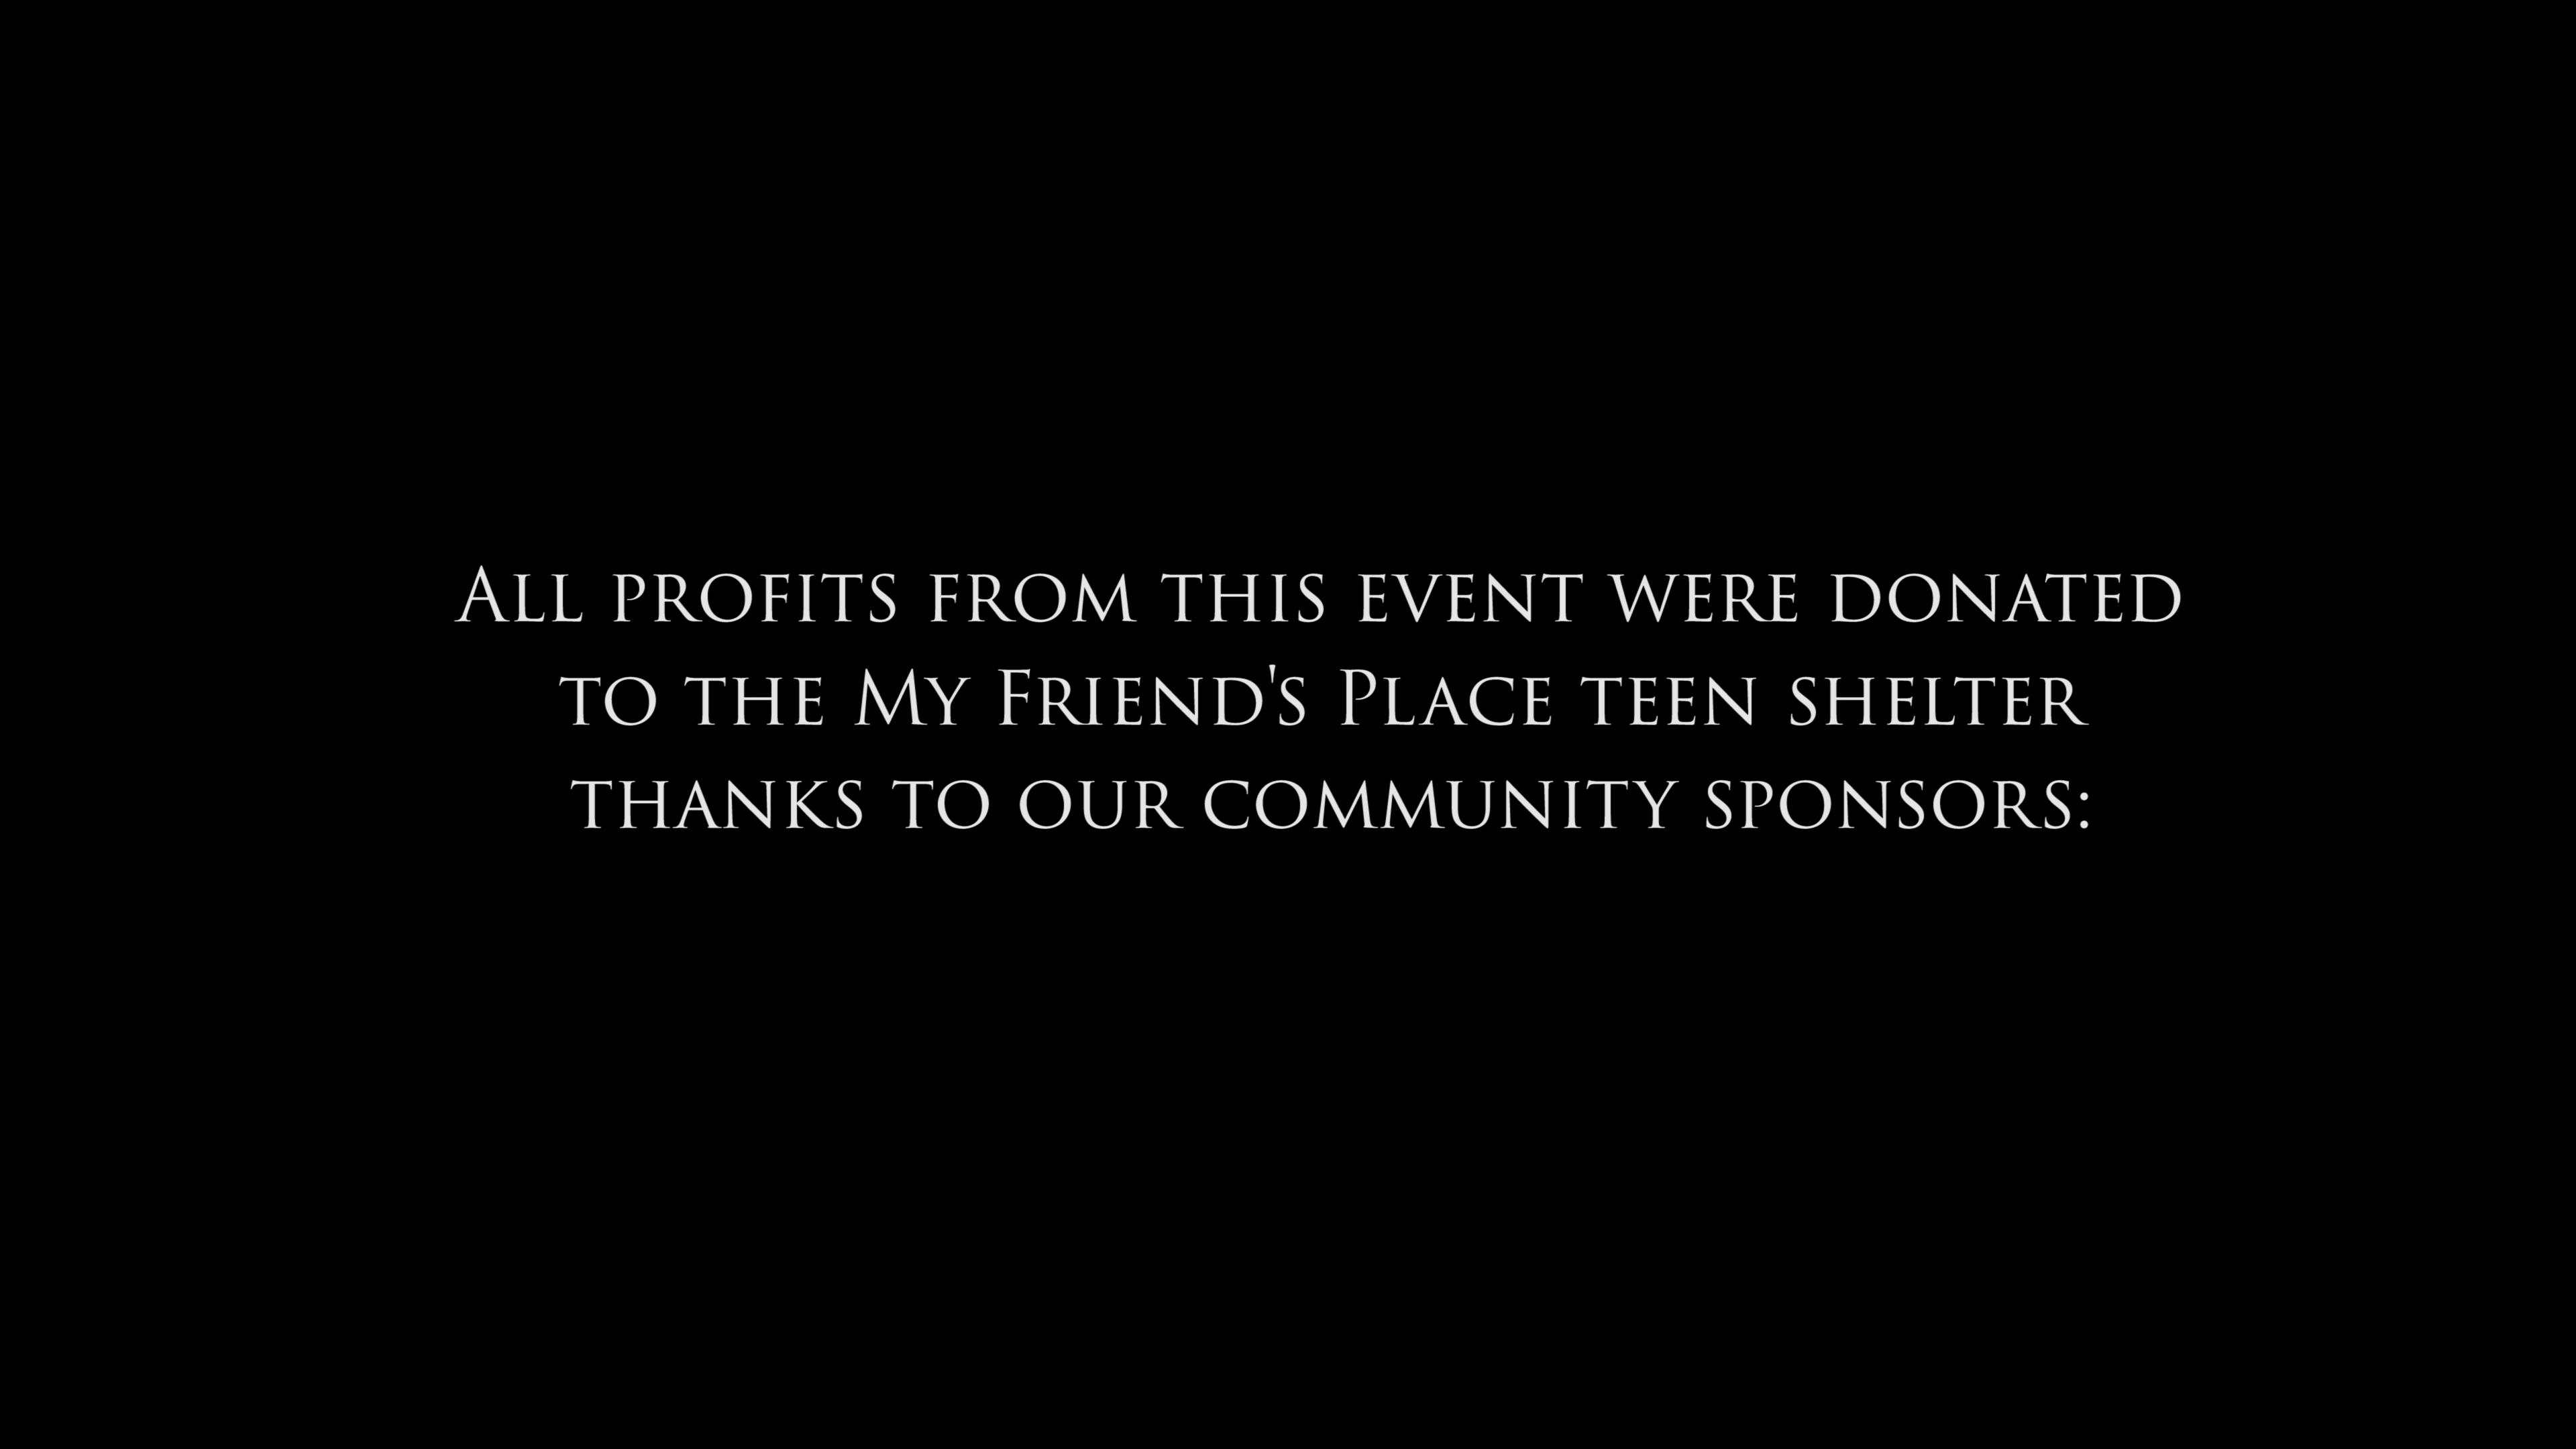 All profits from this event were donated
to the My Friend's Place teen shelter
thanks to our community sponsors: